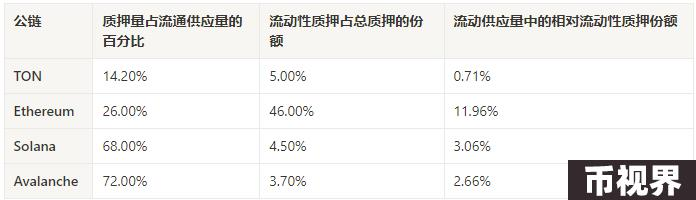 公链 质押量占流通供应量的百分比 流动性质押占总质押的份额 流动供应量中的相对流动性质押份额
TON 14.20% 5.00% 0.71%
Ethereum 26.00% 46.00% 11.96%
Solana 68.00% 4.50% 3.06%
Avalanche 72.00% 3.70% 2.66%
币视界